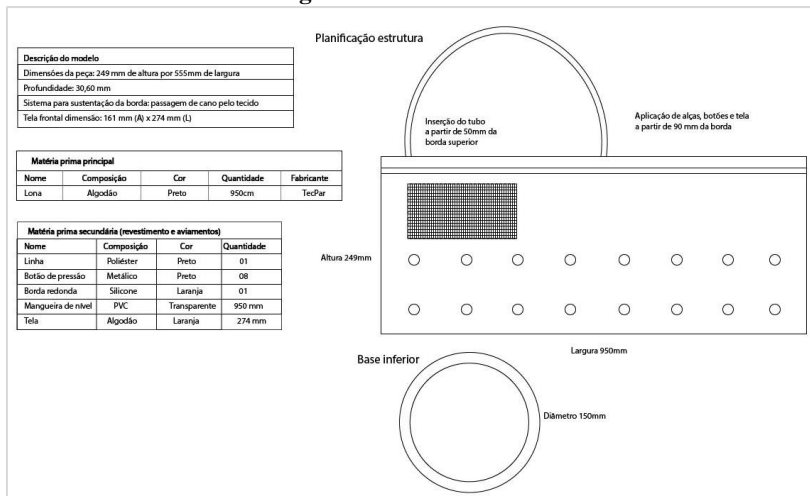 Descrição do modelo
Dimensões da peça: 249 mm de altura por 555mm de largura
Profundidade: 30,60 mm
Sistema para sustentação da borda: passagem de cano pelo tecido
Tela frontal dimensão: 161 mm (A) x 274 mm (L)
Matéria prima principal
Nome Composição Cor Quantidade Fabricante
Lona Algodão Preto 950cm TecPar
Matéria prima secundária (revestimento e aviamentos)
Nome Composição Cor Quantidade
Linha Poliéster Preto 01
Botão de pressão Metálico Preto 08
Borda redonda Silicone Laranja 01
Mangueira de nível PVC Transparente 950 mm
Tela Algodão Laranja 274 mm
Planificação estrutura
Inserção do tubo
a partir de 50mm da
borda superior
Aplicação de alças, botões e tela
a partir de 90 mm da borda
Altura 249mm
Largura 950mm
Base inferior
Diâmetro 150mm